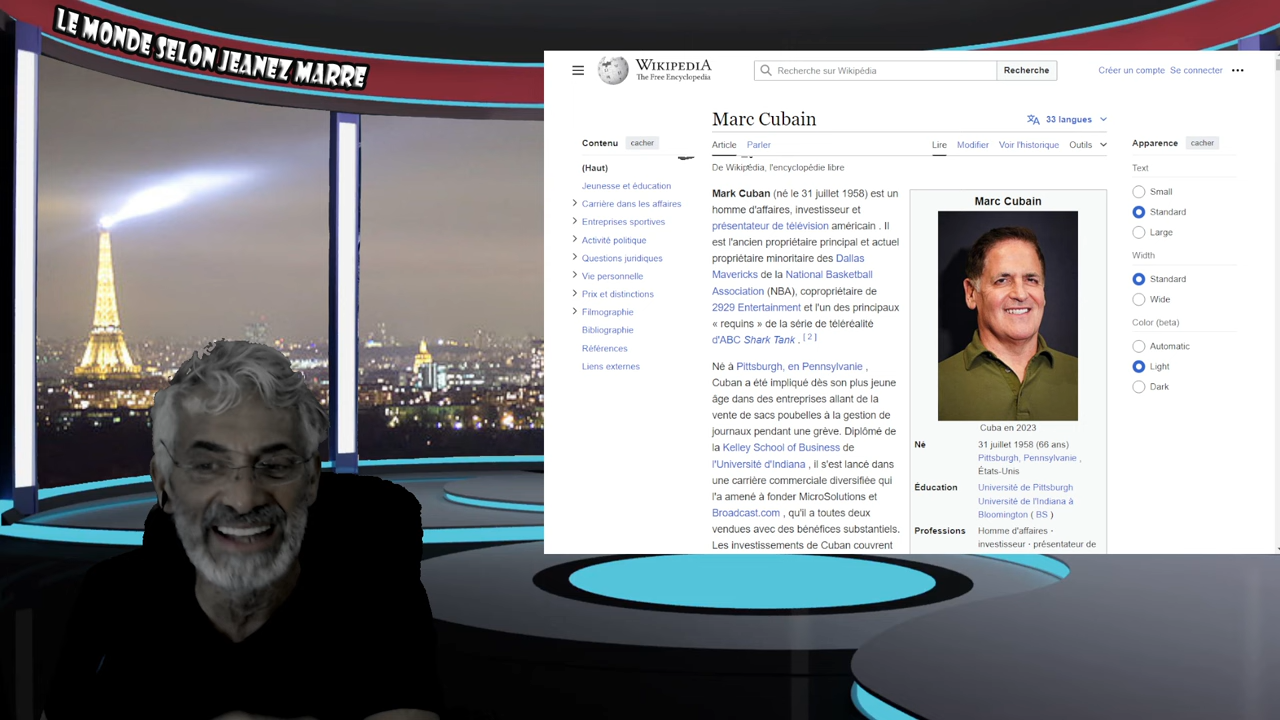 LE MONDE SELON JEANEZ MARRE
WIKIPEDIA
The Free Encyclopedia
Recherche sur Wikipédia
Recherche
Créer un compte Se connecter
Marc Cubain
33 langues
Article Parler
Lire Modifier Voir l'historique Outils
De Wikipédia, l'encyclopédie libre
Contenu cacher
(Haut)
Jeunesse et éducation
Carrière dans les affaires
Entreprises sportives
Activité politique
Questions juridiques
Vie personnelle
Prix et distinctions
Filmographie
Bibliographie
Références
Liens externes
Mark Cuban (né le 31 juillet 1958) est un
homme d'affaires, investisseur et
présentateur de télévision américain . Il
est l'ancien propriétaire principal et actuel
propriétaire minoritaire des Dallas
Mavericks de la National Basketball
Association (NBA), copropriétaire de
2929 Entertainment et l'un des principaux
« requins » de la série de téléréalité
d'ABC Shark Tank . [ 2 ]
Né à Pittsburgh, en Pennsylvanie ,
Cuban a été impliqué dès son plus jeune
âge dans des entreprises allant de la
vente de sacs poubelles à la gestion de
journaux pendant une grève. Diplômé de
la Kelley School of Business de
l'Université d'Indiana , il s'est lancé dans
une carrière commerciale diversifiée qui
l'a amené à fonder MicroSolutions et
Broadcast.com , qu'il a toutes deux
vendues avec des bénéfices substantiels.
Les investissements de Cuban couvrent
Marc Cubain
Cuba en 2023
Né 31 juillet 1958 (66 ans)
Pittsburgh, Pennsylvanie ,
États-Unis
Éducation Université de Pittsburgh
Université de l'Indiana à
Bloomington ( BS )
Professions Homme d'affaires ·
investisseur · présentateur de
Apparence cacher
Text
Small
Standard
Large
Width
Standard
Wide
Color (beta)
Automatic
Light
Dark